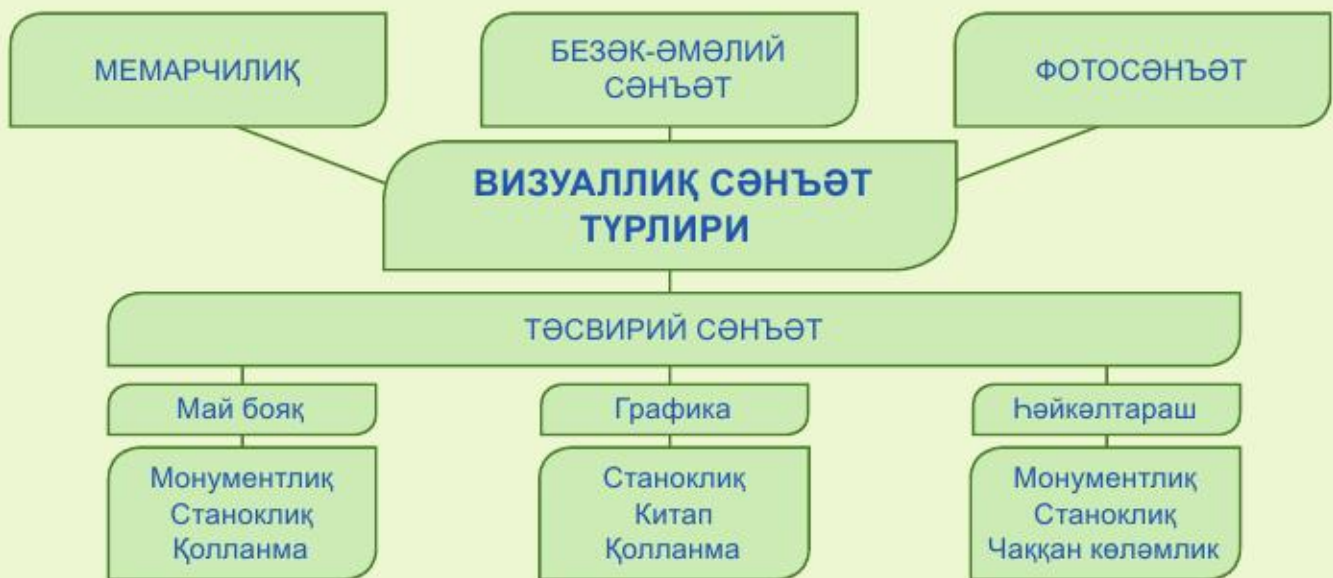 МЕМАРЧИЛИҚ
БЕЗӘК-ӘМӘЛИЙ
СӘНЪӘТ
ФОТОСӘНЪӘТ
ВИЗУАЛЛИҚ СӘНЪӘТ
ТҮРЛИРИ
ТӘСВИРИЙ СӘНЪӘТ
Май бояқ
Графика
Һәйкәлтараш
Монументлиқ
Станоклиқ
Қолланма
Станоклиқ
Китап
Қолланма
Монументлиқ
Станоклиқ
Чаққан көләмлик